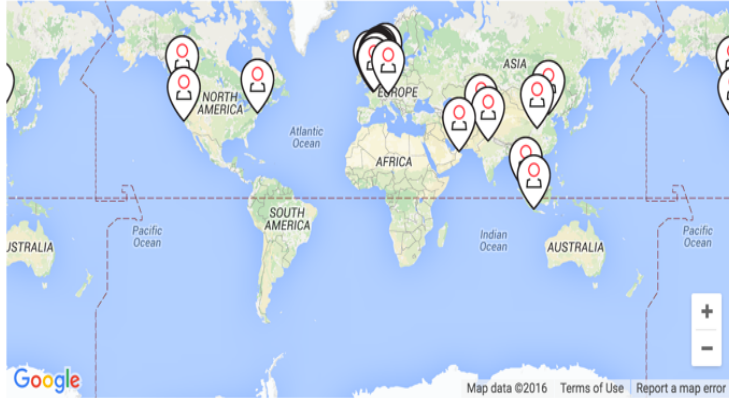 ASIA
NORTH
AMERICA
EUROPE
Atlantic
Ocean
AFRICA
SOUTH
AMERICA
Pacific
Ocean
Indian
Ocean
Pacific
Ocean
USTRALIA
AUSTRALIA
+
−
Google
Map data ©2016 Terms of Use Report a map error